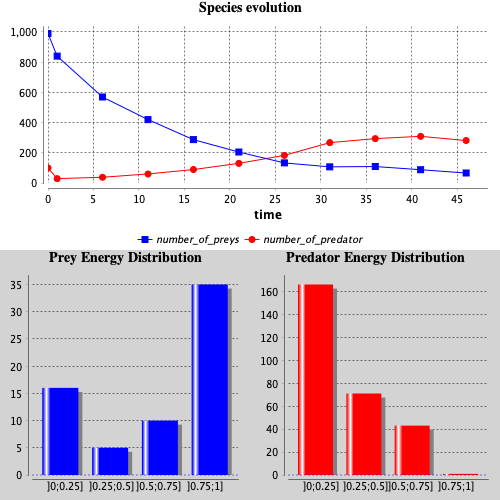 Species evolution
1,000
800
600
400
200
0
0 5 10 15 20 25 30 35 40 45
time
number_of_preys number_of_predator
Prey Energy Distribution
35
30
25
20
15
10
5
0
]0;0.25] ]0.25;0.5] ]0.5;0.75] ]0.75;1]
Predator Energy Distribution
160
140
120
100
80
60
40
20
0
]0;0.25] ]0.25;0.5] ]0.5;0.75] ]0.75;1]